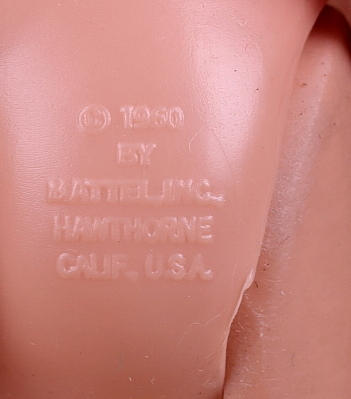 © 1960
BY
MATTEL, INC.
HAWTHORNE
CALIF., U.S.A.